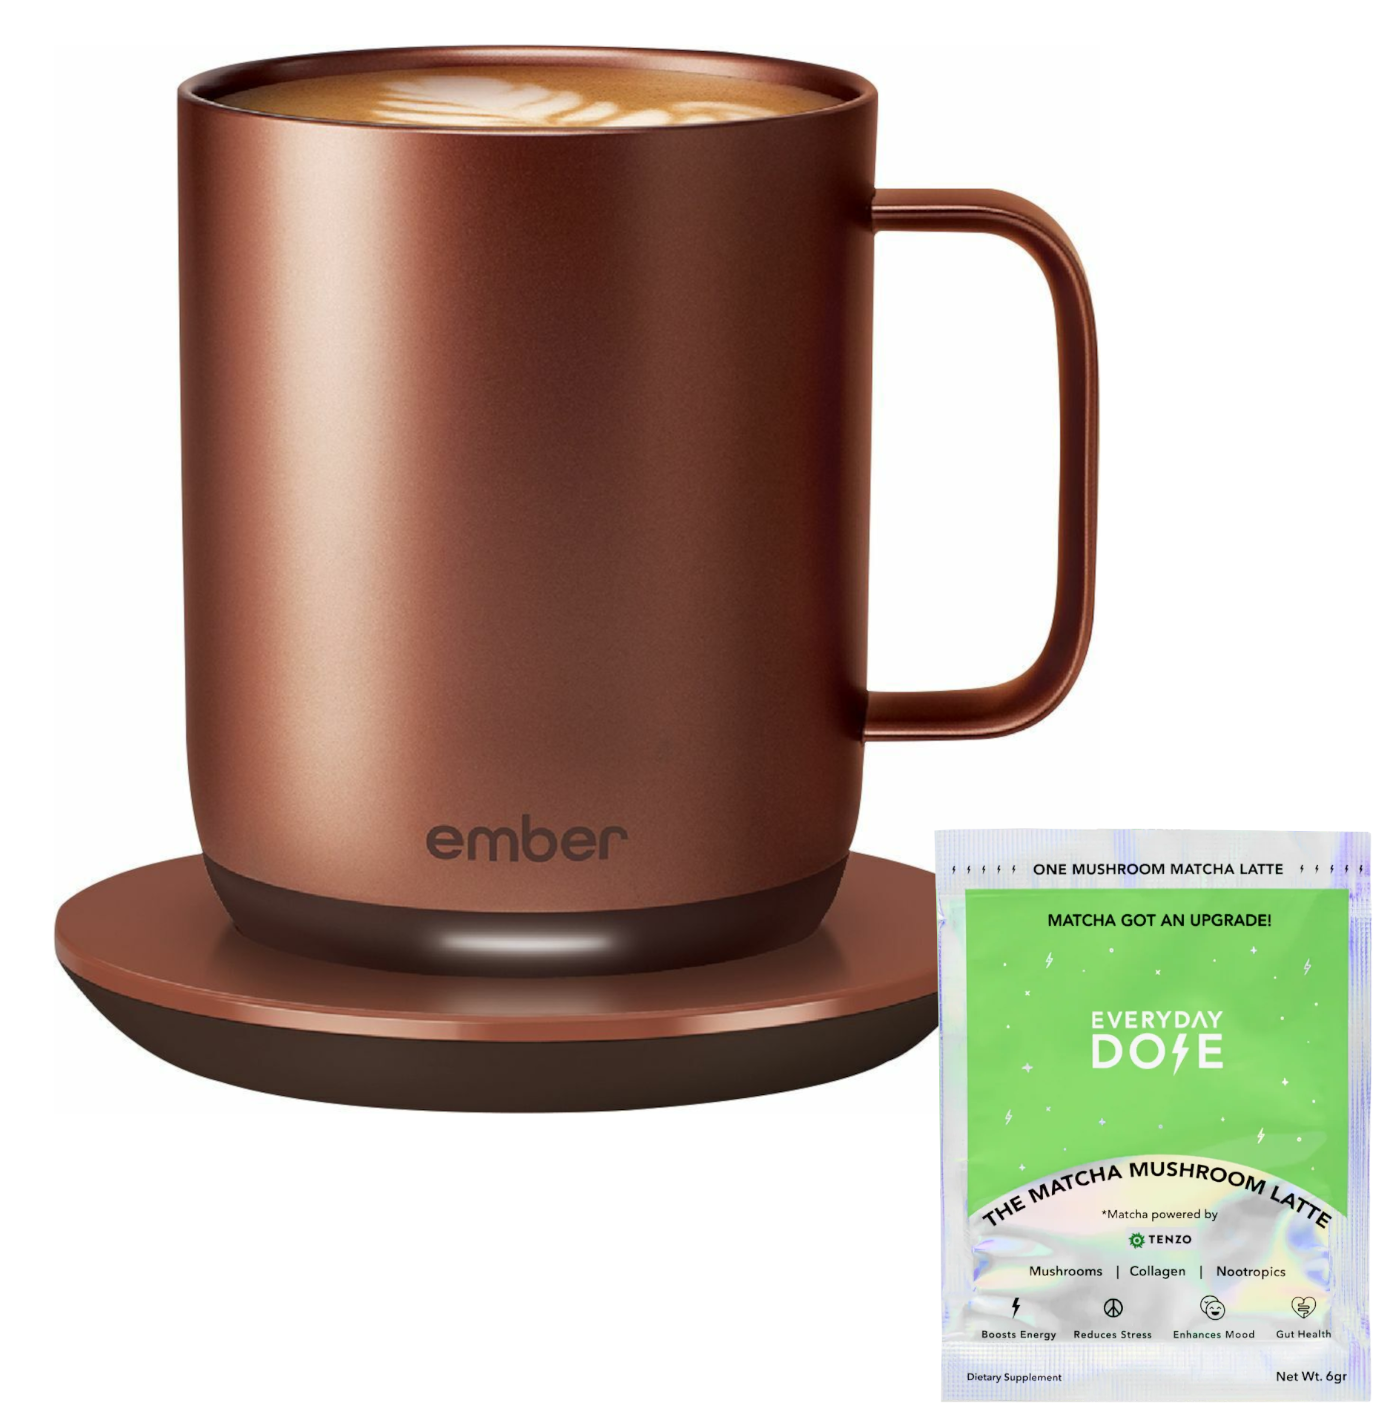 ember
ONE MUSHROOM MATCHA LATTE
MATCHA GOT AN UPGRADE!
EVERYDAY
DOSE
THE MATCHA MUSHROOM LATTE
*Matcha powered by
TENZO
Mushrooms | Collagen | Nootropics
Boosts Energy Reduces Stress Enhances Mood Gut Health
Dietary Supplement Net Wt. 6gr